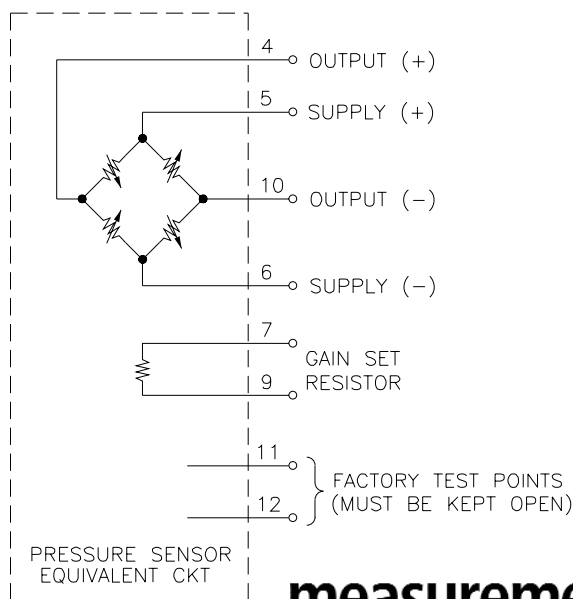 4
OUTPUT (+)
5
SUPPLY (+)
10
OUTPUT (-)
6
SUPPLY (-)
7
GAIN SET
RESISTOR
9
11
FACTORY TEST POINTS
(MUST BE KEPT OPEN)
12
PRESSURE SENSOR
EQUIVALENT CKT